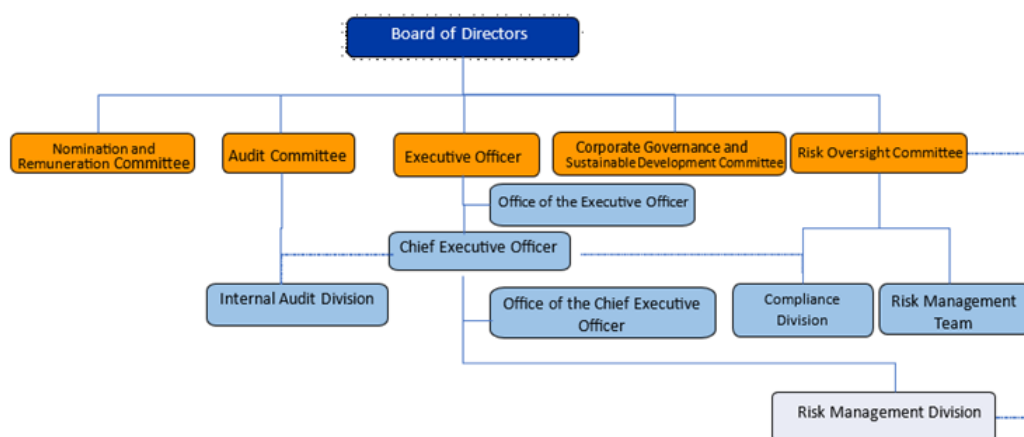 Board of Directors
Nomination and
Remuneration Committee
Audit Committee
Executive Officer
Corporate Governance and
Sustainable Development Committee
Risk Oversight Committee
Office of the Executive Officer
Chief Executive Officer
Internal Audit Division
Office of the Chief Executive
Officer
Compliance
Division
Risk Management
Team
Risk Management Division